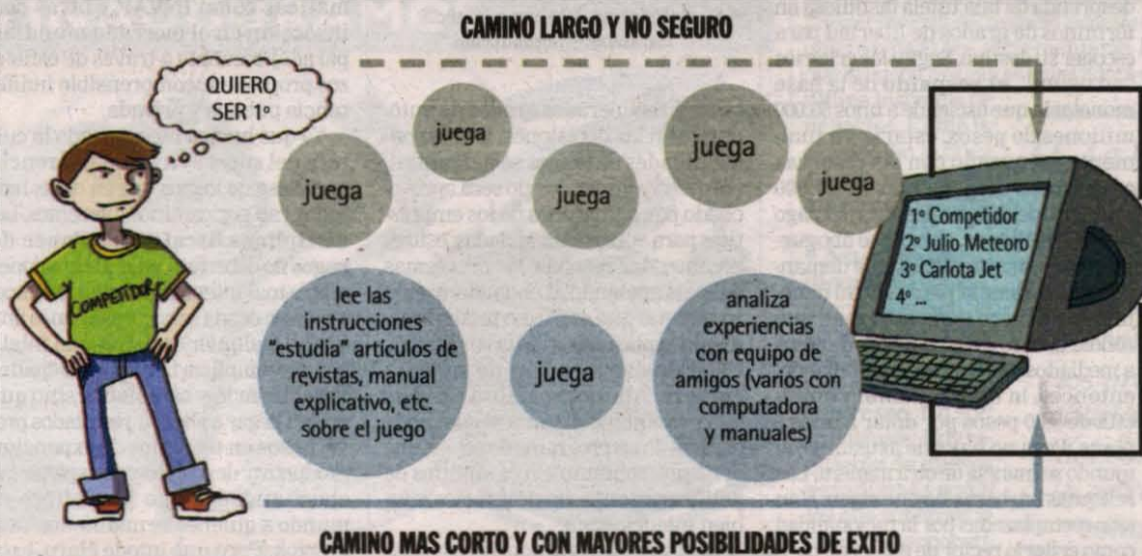 CAMINO LARGO Y NO SEGURO
QUIERO
SER 1º
juega
juega
juega
juega
juega
COMPETIDOR
1º Competidor
2º Julio Meteoro
3º Carlota Jet
4º ...
lee las
instrucciones
"estudia" artículos de
revistas, manual
explicativo, etc.
sobre el juego
juega
analiza
experiencias
con equipo de
amigos (varios con
computadora
y manuales)
CAMINO MAS CORTO Y CON MAYORES POSIBILIDADES DE EXITO